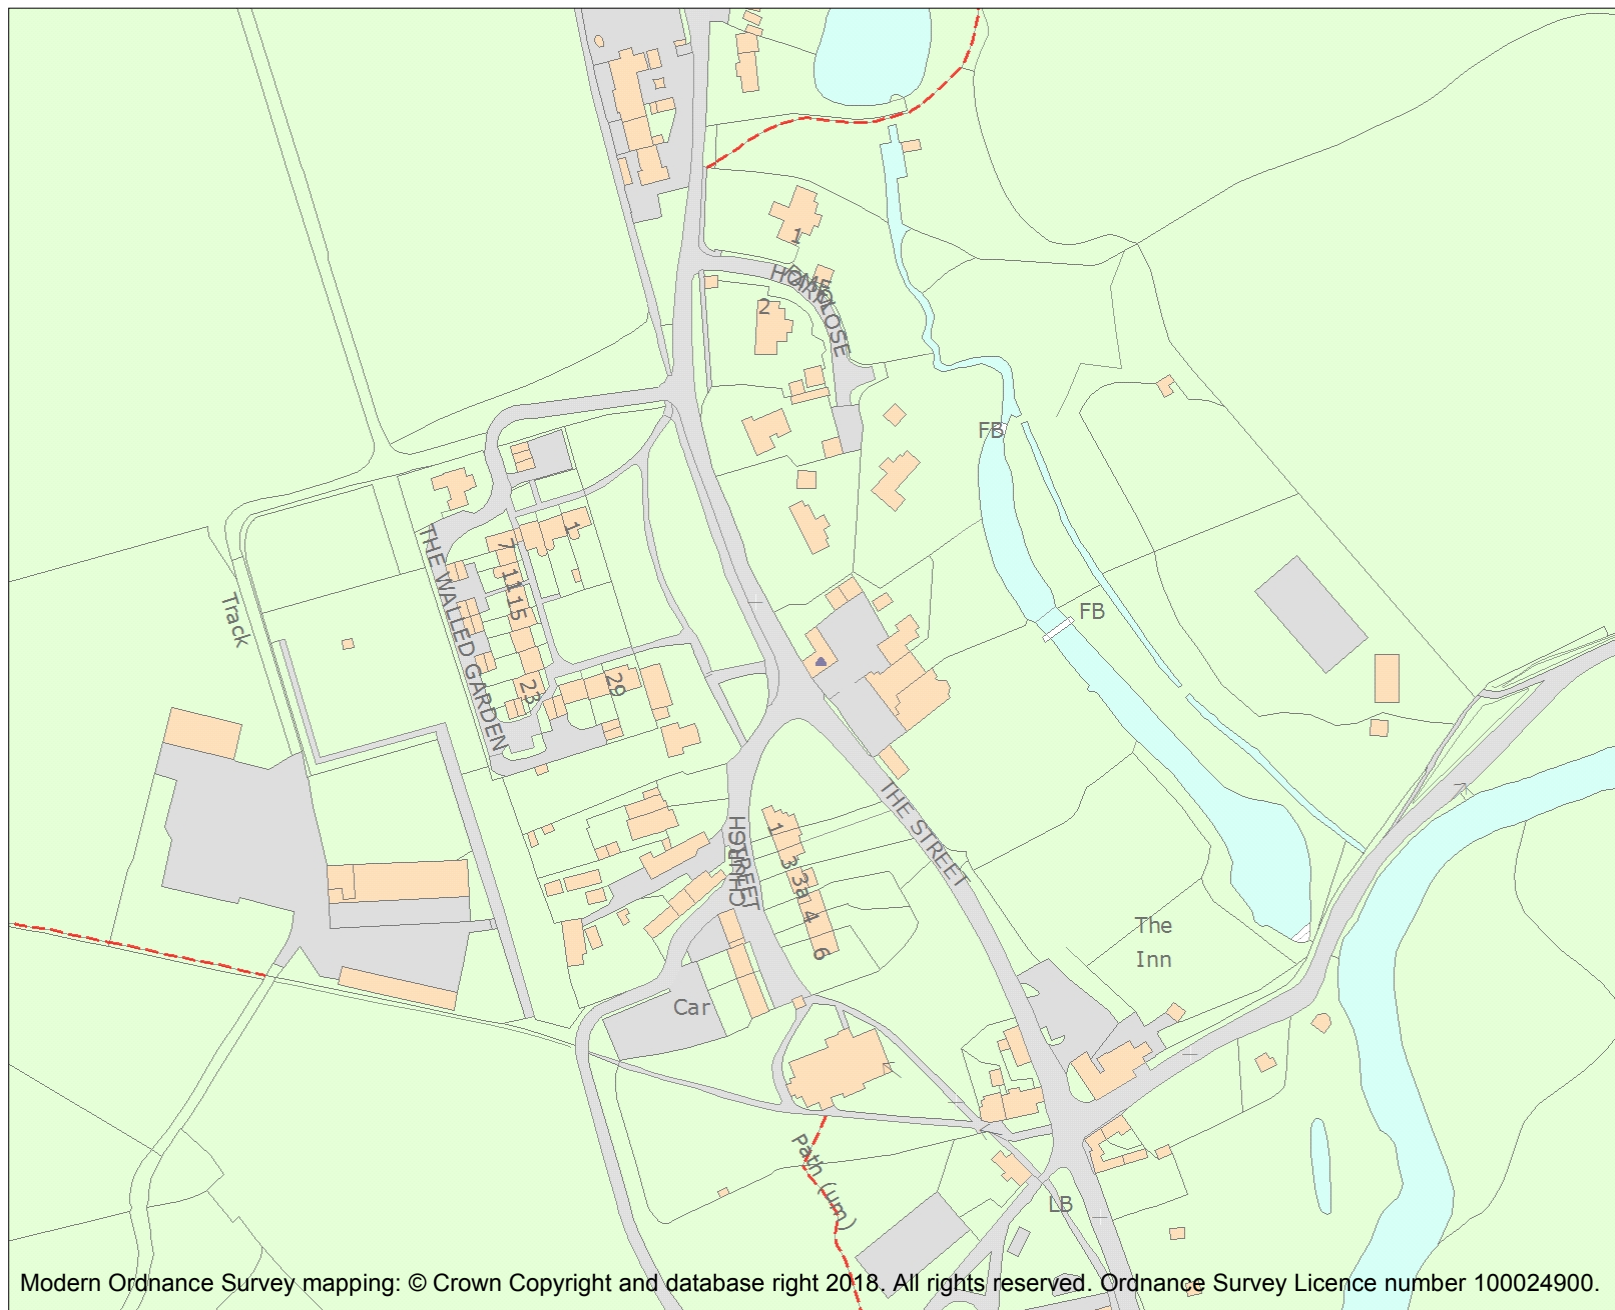 1
HOME
FARM
CLOSE
2
FB
THE WALLED GARDEN
1
7
11
15
FB
Track
23
29
THE STREET
CHURCH
STREET
1
3
3a
4
6
The
Inn
Car
Path (um)
LB
Modern Ordnance Survey mapping: © Crown Copyright and database right 2018. All rights reserved. Ordnance Survey Licence number 100024900.